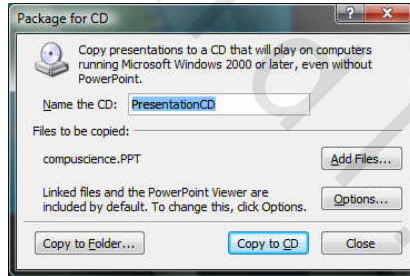 Package for CD
Copy presentations to a CD that will play on computers
running Microsoft Windows 2000 or later, even without
PowerPoint.
Name the CD: PresentationCD
Files to be copied:
compuscience.PPT
Add Files...
Linked files and the PowerPoint Viewer are
included by default. To change this, click Options.
Options...
Copy to Folder...
Copy to CD
Close